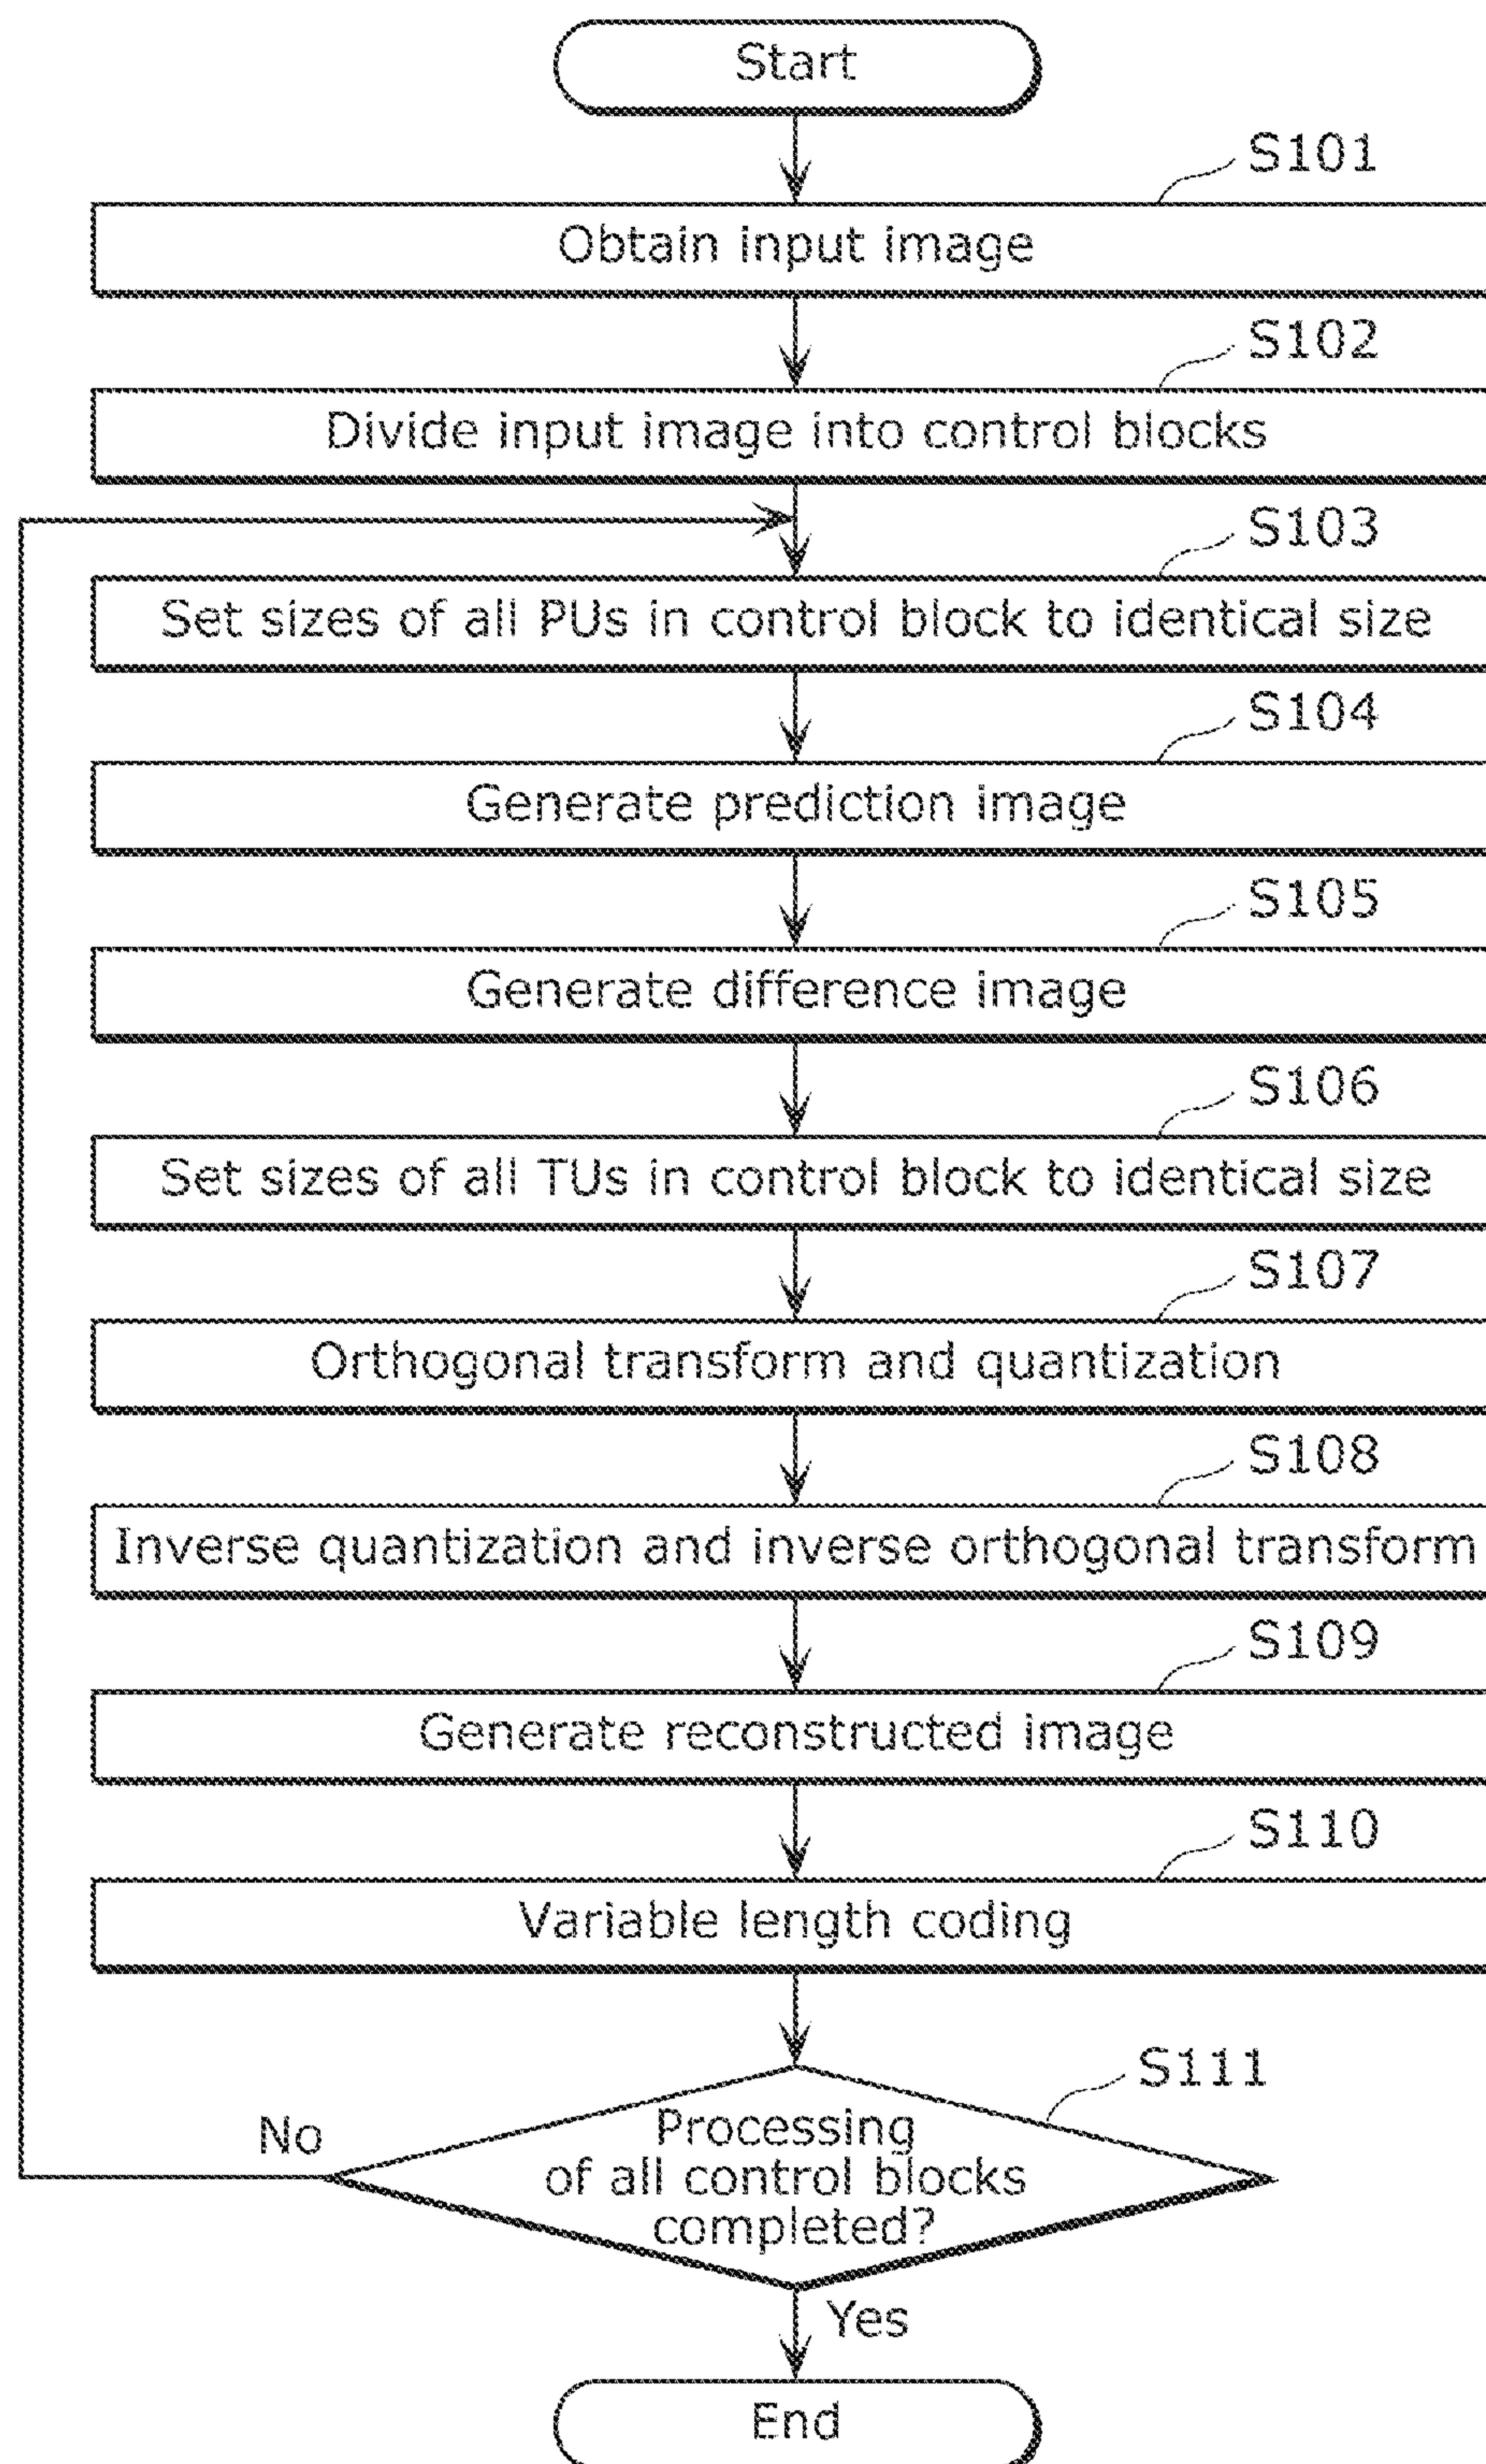 Start
S101
Obtain input image
S102
Divide input image into control blocks
S103
Set sizes of all PUs in control block to identical size
S104
Generate prediction image
S105
Generate difference image
S106
Set sizes of all TUs in control block to identical size
S107
Orthogonal transform and quantization
S108
Inverse quantization and inverse orthogonal transform
S109
Generate reconstructed image
S110
Variable length coding
S111
Processing
of all control blocks
completed?
No
Yes
End